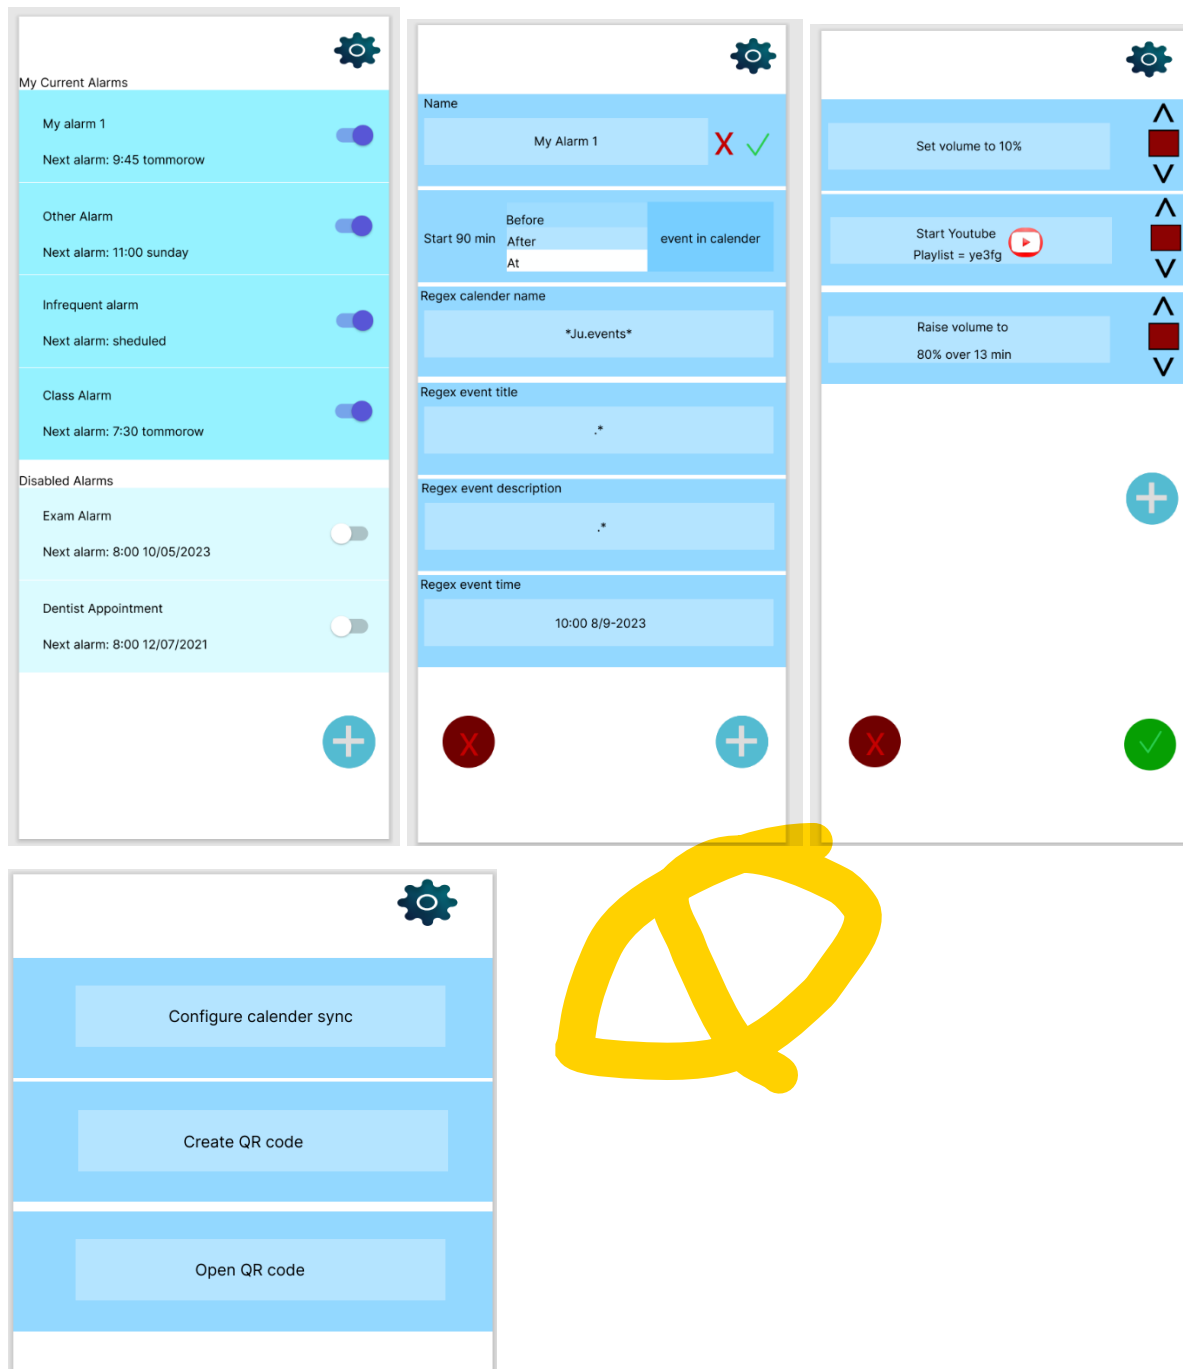 My Current Alarms
My alarm 1
Next alarm: 9:45 tommorow
Other Alarm
Next alarm: 11:00 sunday
Infrequent alarm
Next alarm: sheduled
Class Alarm
Next alarm: 7:30 tommorow
Disabled Alarms
Exam Alarm
Next alarm: 8:00 10/05/2023
Dentist Appointment
Next alarm: 8:00 12/07/2021
Name
My Alarm 1
X
Start 90 min
Before
After
At
event in calender
Regex calender name
*Ju.events*
Regex event title
.*
Regex event description
.*
Regex event time
10:00 8/9-2023
X
Set volume to 10%
Start Youtube
Playlist = ye3fg
Raise volume to
80% over 13 min
X
Configure calender sync
Create QR code
Open QR code